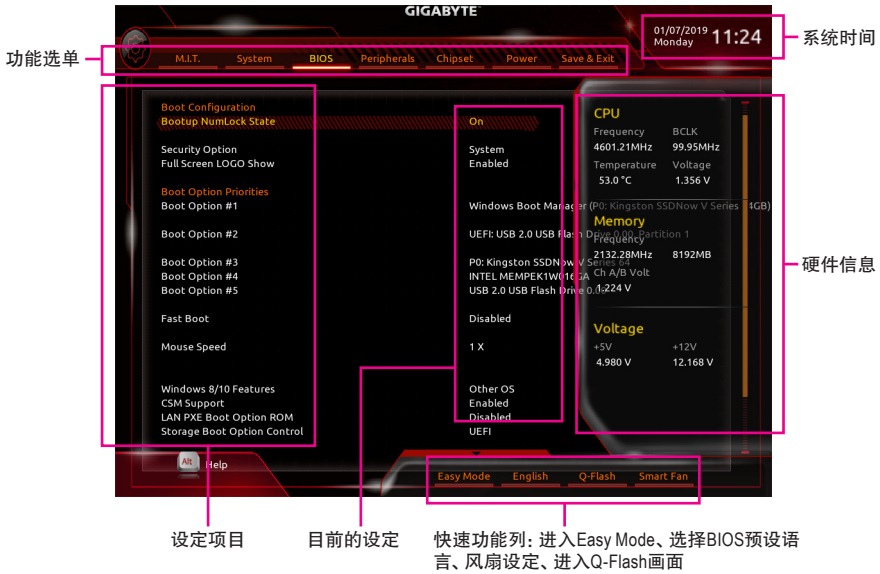 GIGABYTE™
01/07/2019
Monday
11:24
系统时间
功能选单
M.I.T. System BIOS Peripherals Chipset Power Save & Exit
Boot Configuration
Bootup NumLock State On
Security Option System
Full Screen LOGO Show Enabled
Boot Option Priorities
Boot Option #1 Windows Boot Manager (P0: Kingston SSDNow V Series 4GB)
Boot Option #2 UEFI: USB 2.0 USB Flash Drive 0.00, Partition 1
Boot Option #3 P0: Kingston SSDNow V Series 64
Boot Option #4 INTEL MEMPEK1W016GA
Boot Option #5 USB 2.0 USB Flash Drive 0.00
Fast Boot Disabled
Mouse Speed 1 X
Windows 8/10 Features Other OS
CSM Support Enabled
LAN PXE Boot Option ROM Disabled
Storage Boot Option Control UEFI
CPU
Frequency BCLK
4601.21MHz 99.95MHz
Temperature Voltage
53.0 °C 1.356 V
Memory
Frequency
2132.28MHz 8192MB
Ch A/B Volt
1.224 V
Voltage
+5V +12V
4.980 V 12.168 V
硬件信息
Alt Help
Easy Mode English Q-Flash Smart Fan
设定项目
目前的设定
快速功能列: 进入Easy Mode、选择BIOS预设语
言、风扇设定、进入Q-Flash画面